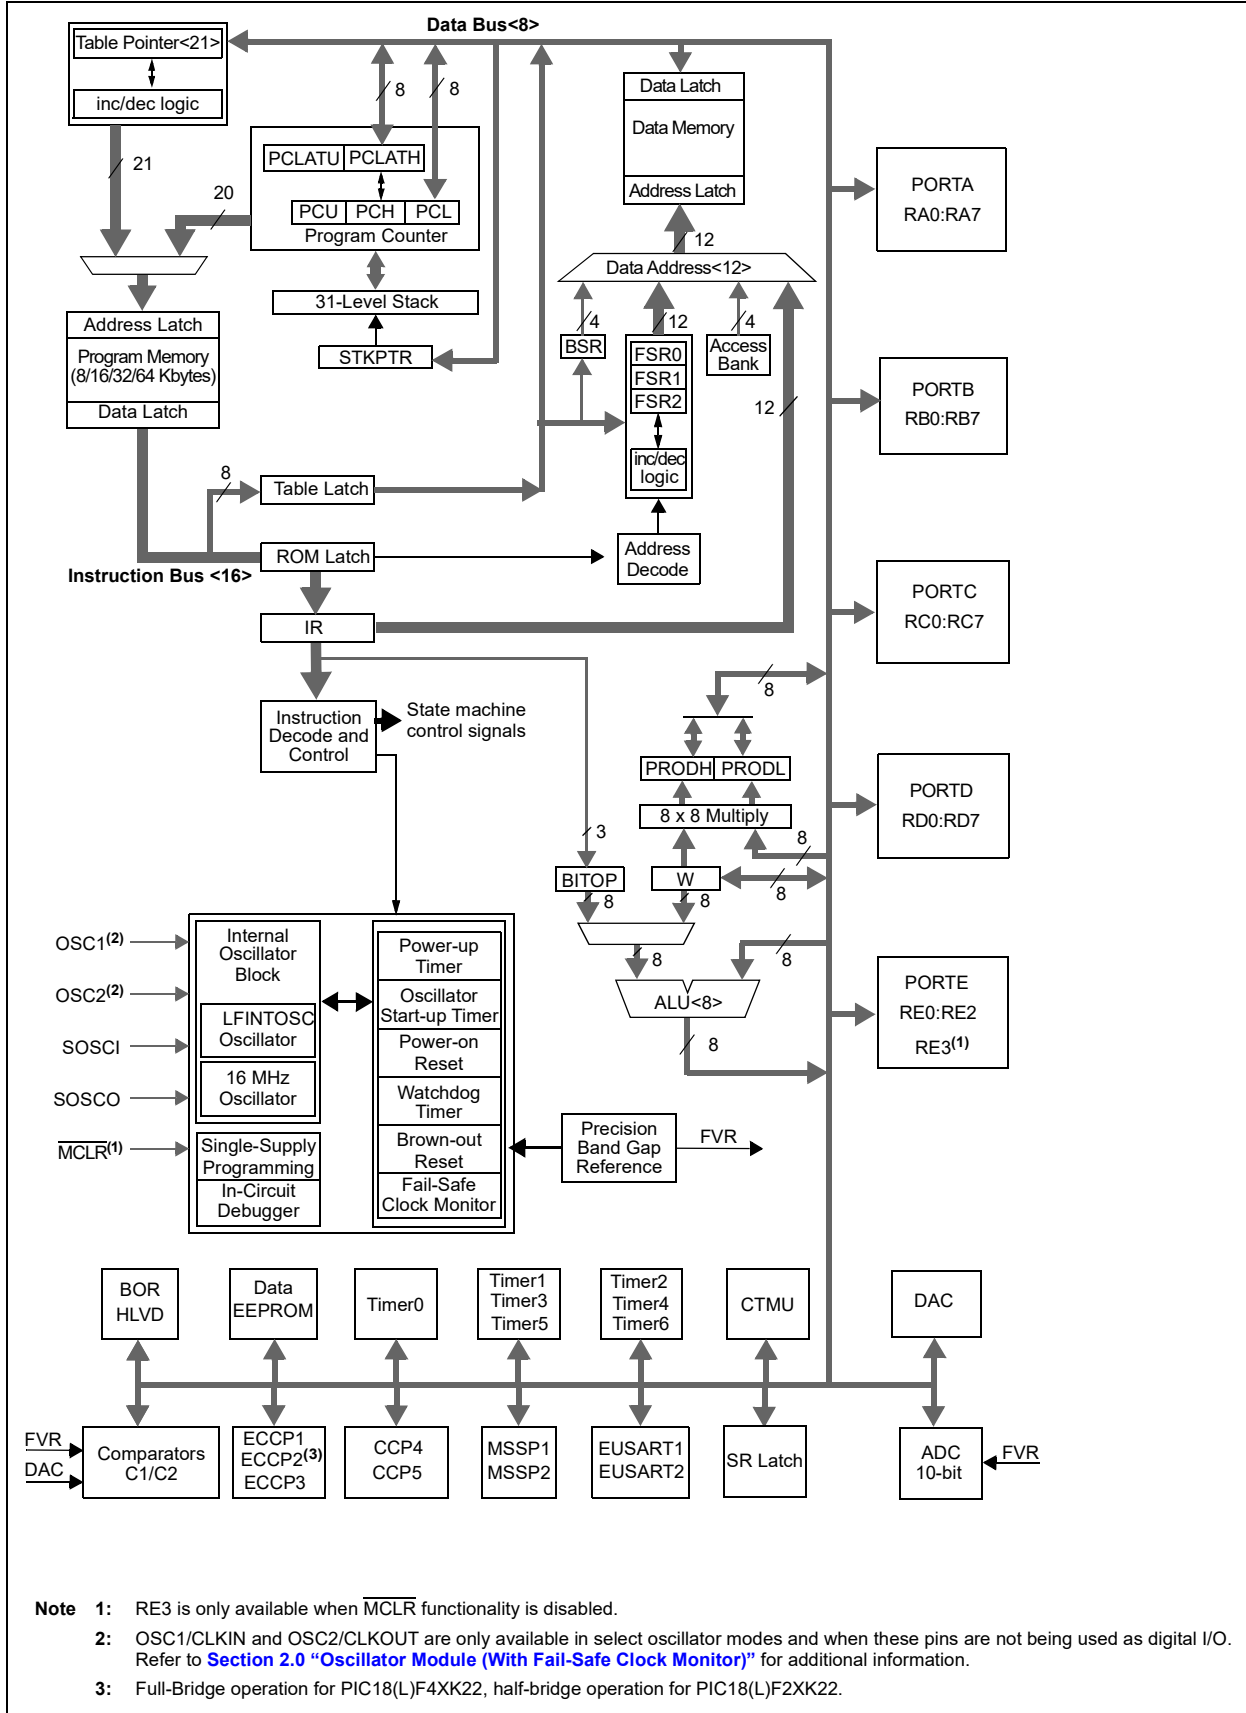 Data Bus<8>
Table Pointer<21>
inc/dec logic
21
20
8
8
PCLATU
PCLATH
PCU
PCH
PCL
Program Counter
31-Level Stack
STKPTR
Data Latch
Data Memory
Address Latch
12
Data Address<12>
4
12
4
BSR
FSR0
FSR1
FSR2
inc/dec
logic
Access
Bank
12
Address
Decode
Address Latch
Program Memory
(8/16/32/64 Kbytes)
Data Latch
8
Table Latch
ROM Latch
Instruction Bus <16>
IR
Instruction
Decode and
Control
State machine
control signals
8
PRODH
PRODL
8 x 8 Multiply
3
8
BITOP
W
8
8
8
8
8
ALU<8>
8
PORTA
RA0:RA7
PORTB
RB0:RB7
PORTC
RC0:RC7
PORTD
RD0:RD7
PORTE
RE0:RE2
RE3(1)
OSC1(2)
OSC2(2)
SOSCI
SOSCO
MCLR(1)
Internal
Oscillator
Block
LFINTOSC
Oscillator
16 MHz
Oscillator
Single-Supply
Programming
In-Circuit
Debugger
Power-up
Timer
Oscillator
Start-up Timer
Power-on
Reset
Watchdog
Timer
Brown-out
Reset
Fail-Safe
Clock Monitor
Precision
Band Gap
Reference
FVR
BOR
HLVD
Data
EEPROM
Timer0
Timer1
Timer3
Timer5
Timer2
Timer4
Timer6
CTMU
DAC
FVR
DAC
Comparators
C1/C2
ECCP1
ECCP2(3)
ECCP3
CCP4
CCP5
MSSP1
MSSP2
EUSART1
EUSART2
SR Latch
ADC
10-bit
FVR
Note 1: RE3 is only available when MCLR functionality is disabled.
2: OSC1/CLKIN and OSC2/CLKOUT are only available in select oscillator modes and when these pins are not being used as digital I/O.
Refer to Section 2.0 “Oscillator Module (With Fail-Safe Clock Monitor)” for additional information.
3: Full-Bridge operation for PIC18(L)F4XK22, half-bridge operation for PIC18(L)F2XK22.